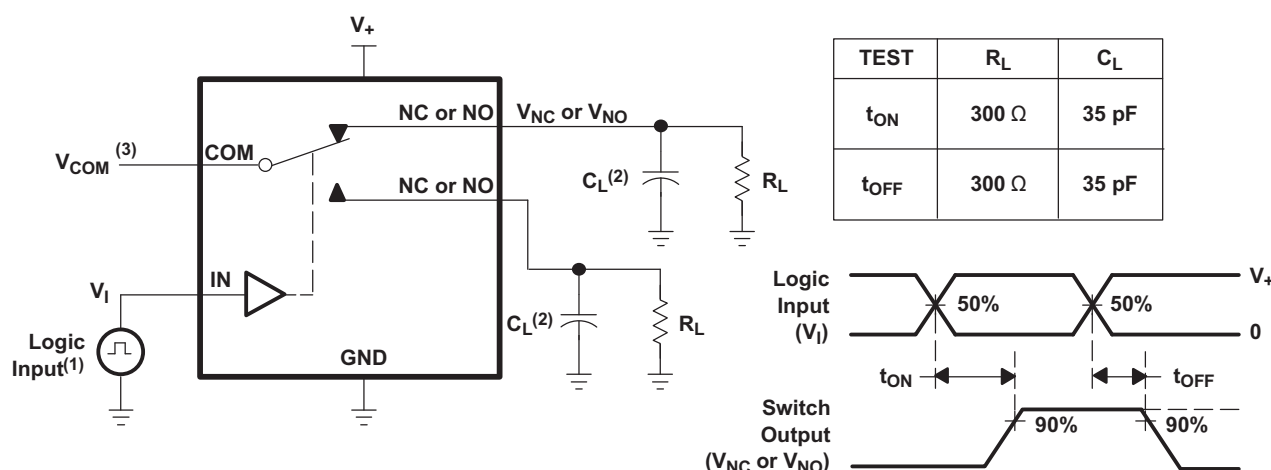 V+
NC or NO
VNC or VNO
COM
VCOM (3)
CL(2)
RL
NC or NO
IN
VI
CL(2)
RL
Logic
Input(1)
GND
TEST RL CL
tON 300 Ω 35 pF
tOFF 300 Ω 35 pF
Logic
Input
(VI)
50%
50%
V+
0
tON
tOFF
Switch
Output
(VNC or VNO)
90%
90%